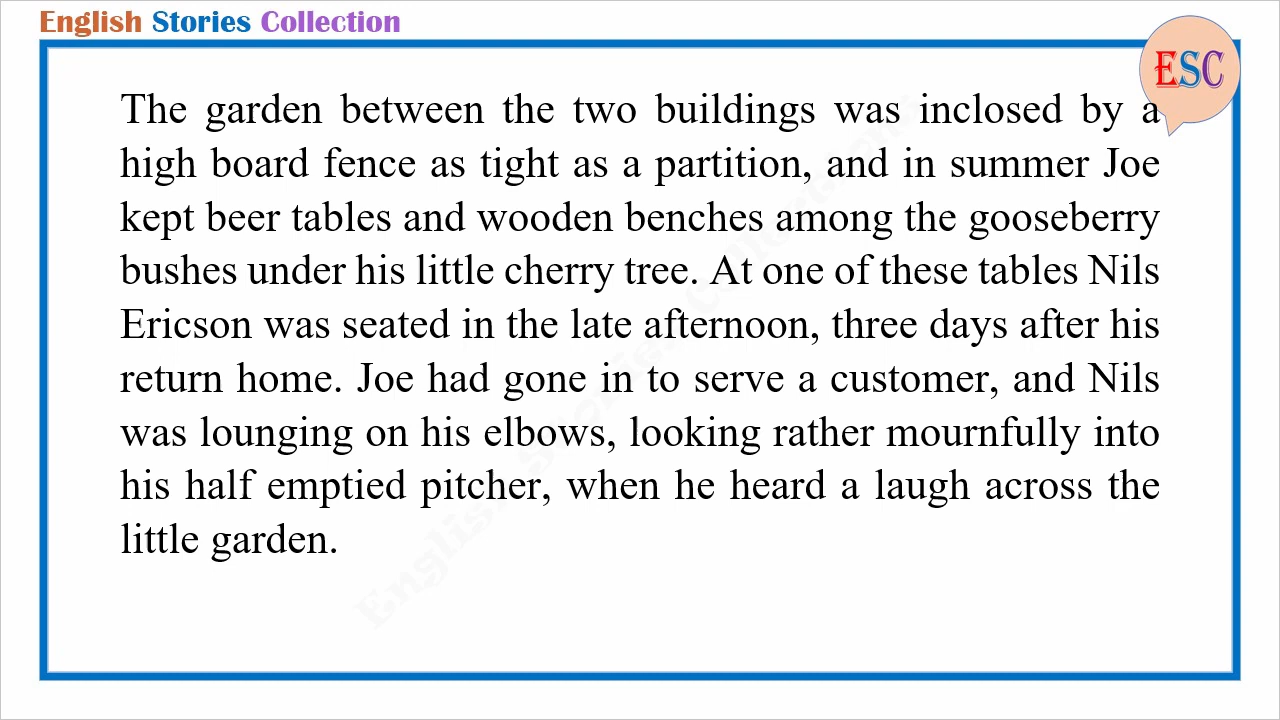 English Stories Collection
ESC
The garden between the two buildings was inclosed by a
high board fence as tight as a partition, and in summer Joe
kept beer tables and wooden benches among the gooseberry
bushes under his little cherry tree. At one of these tables Nils
Ericson was seated in the late afternoon, three days after his
return home. Joe had gone in to serve a customer, and Nils
was lounging on his elbows, looking rather mournfully into
his half emptied pitcher, when he heard a laugh across the
little garden.
English Stories Collection